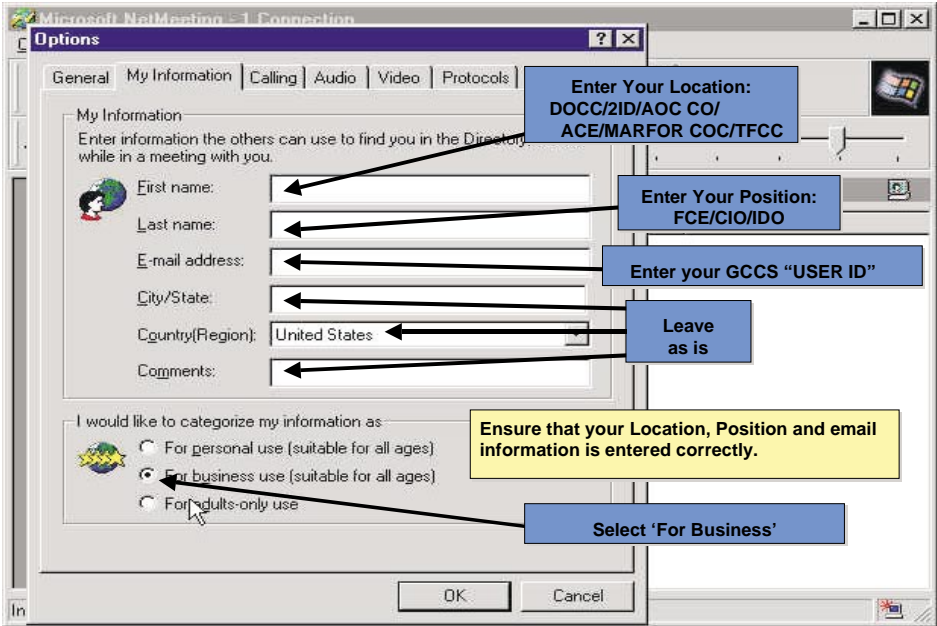 Microsoft NetMeeting - 1 Connection
Options
General My Information Calling Audio Video Protocols
Enter Your Location:
DOCC/2ID/AOC CO/
ACE/MARFOR COC/TFCC
My Information
Enter information the others can use to find you in the Directory
while in a meeting with you.
First name:
Last name:
Enter Your Position:
FCE/CIO/IDO
E-mail address:
Enter your GCCS “USER ID”
City/State:
Country(Region): United States
Leave
as is
Comments:
I would like to categorize my information as
For personal use (suitable for all ages)
For business use (suitable for all ages)
For adults-only use
Ensure that your Location, Position and email
information is entered correctly.
Select ‘For Business’
OK Cancel
In